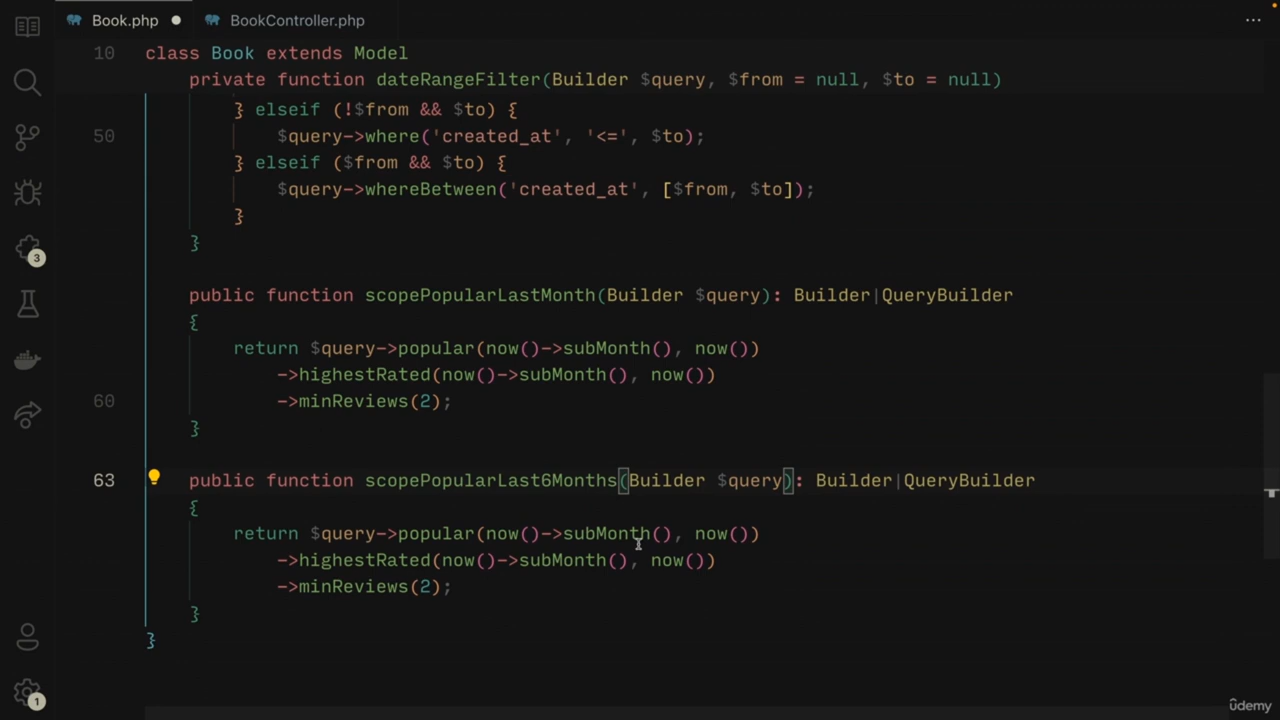 Book.php
BookController.php
10 class Book extends Model
private function dateRangeFilter(Builder $query, $from = null, $to = null)
} elseif (!$from && $to) {
50 $query->where('created_at', '<=', $to);
} elseif ($from && $to) {
$query->whereBetween('created_at', [$from, $to]);
}
}
public function scopePopularLastMonth(Builder $query): Builder|QueryBuilder
{
return $query->popular(now()->subMonth(), now())
->highestRated(now()->subMonth(), now())
60 ->minReviews(2);
}
63 public function scopePopularLast6Months(Builder $query): Builder|QueryBuilder
{
return $query->popular(now()->subMonth(), now())
->highestRated(now()->subMonth(), now())
->minReviews(2);
}
}
3
1
ûdemy